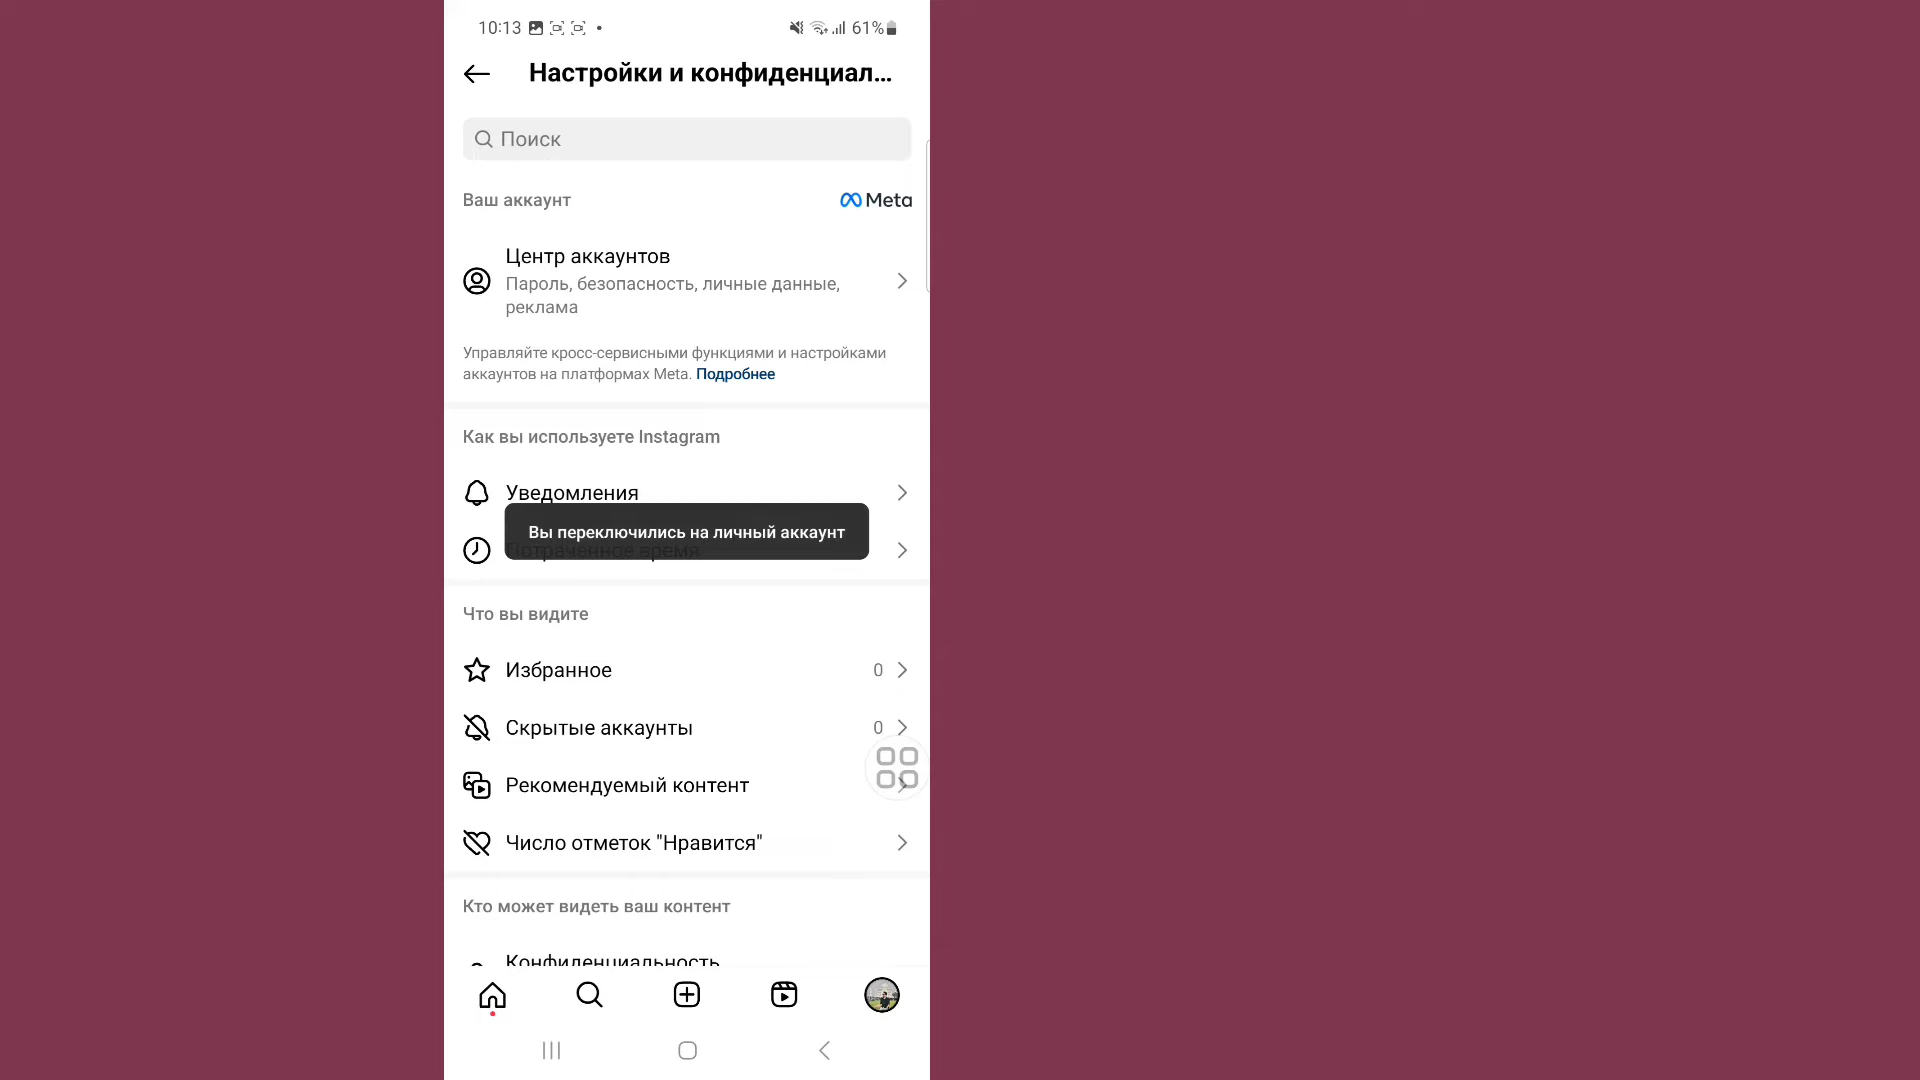 10:13
61%
Настройки и конфиденциал...
Поиск
Ваш аккаунт
Meta
Центр аккаунтов
Пароль, безопасность, личные данные,
реклама
Управляйте кросс-сервисными функциями и настройками
аккаунтов на платформах Meta. Подробнее
Как вы используете Instagram
Уведомления
Вы переключились на личный аккаунт
Потраченное время
Что вы видите
Избранное
0
Скрытые аккаунты
0
Рекомендуемый контент
Число отметок "Нравится"
Кто может видеть ваш контент
Конфиденциальность